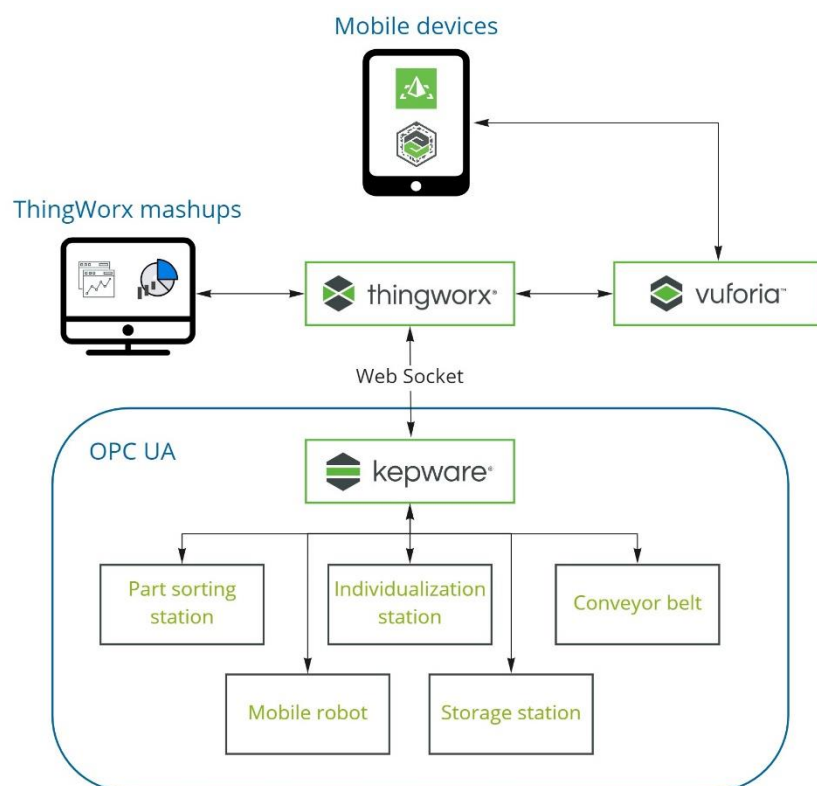 Mobile devices
ThingWorx mashups
thingworx®
vuforia™
Web Socket
OPC UA
kepware®
Part sorting
station
Individualization
station
Conveyor belt
Mobile robot
Storage station